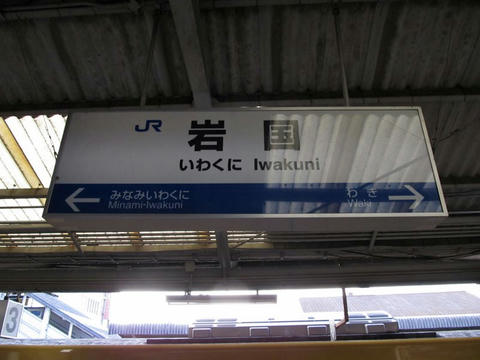 JR 岩国
いわくに Iwakuni
みなみいわくに わき
Minami-Iwakuni Waki
3